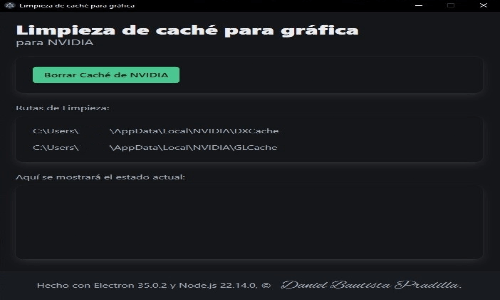 Limpieza de caché para gráfica
Limpieza de caché para gráfica
para NVIDIA
Borrar Caché de NVIDIA
Rutas de Limpieza:
C:\Users\ \AppData\Local\NVIDIA\DXCache
C:\Users\ \AppData\Local\NVIDIA\GLCache
Aquí se mostrará el estado actual:
Hecho con Electron 35.0.2 y Node.js 22.14.0. © Daniel Bautista Pradilla.